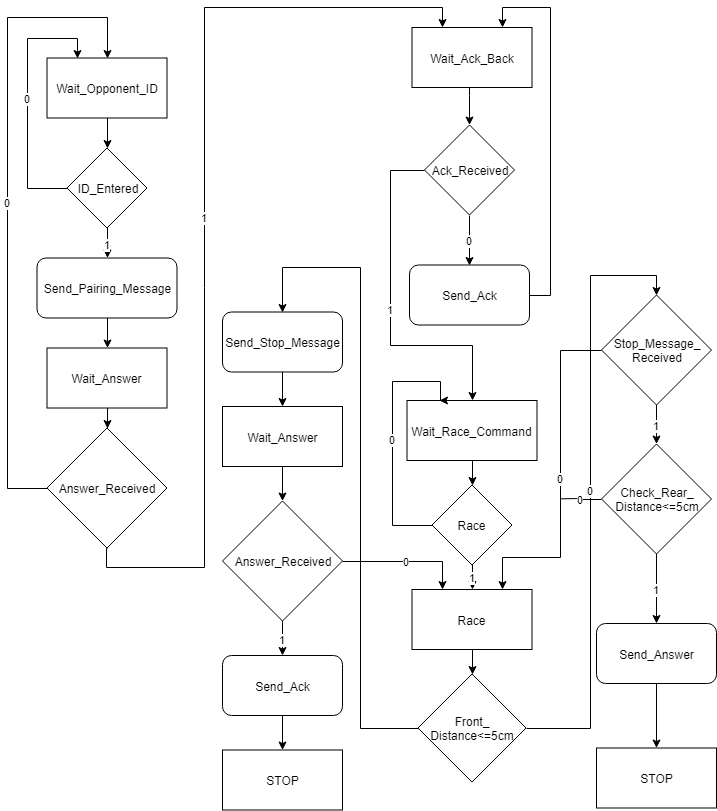 Wait_Opponent_ID
0
ID_Entered
1
Send_Pairing_Message
Wait_Answer
Answer_Received
0
1
Wait_Ack_Back
Ack_Received
0
Send_Ack
1
Wait_Race_Command
0
Race
1
Race
Front_
Distance<=5cm
Send_Stop_Message
Wait_Answer
Answer_Received
0
1
Send_Ack
STOP
0
Stop_Message_
Received
0
1
Check_Rear_
Distance<=5cm
0
1
Send_Answer
STOP